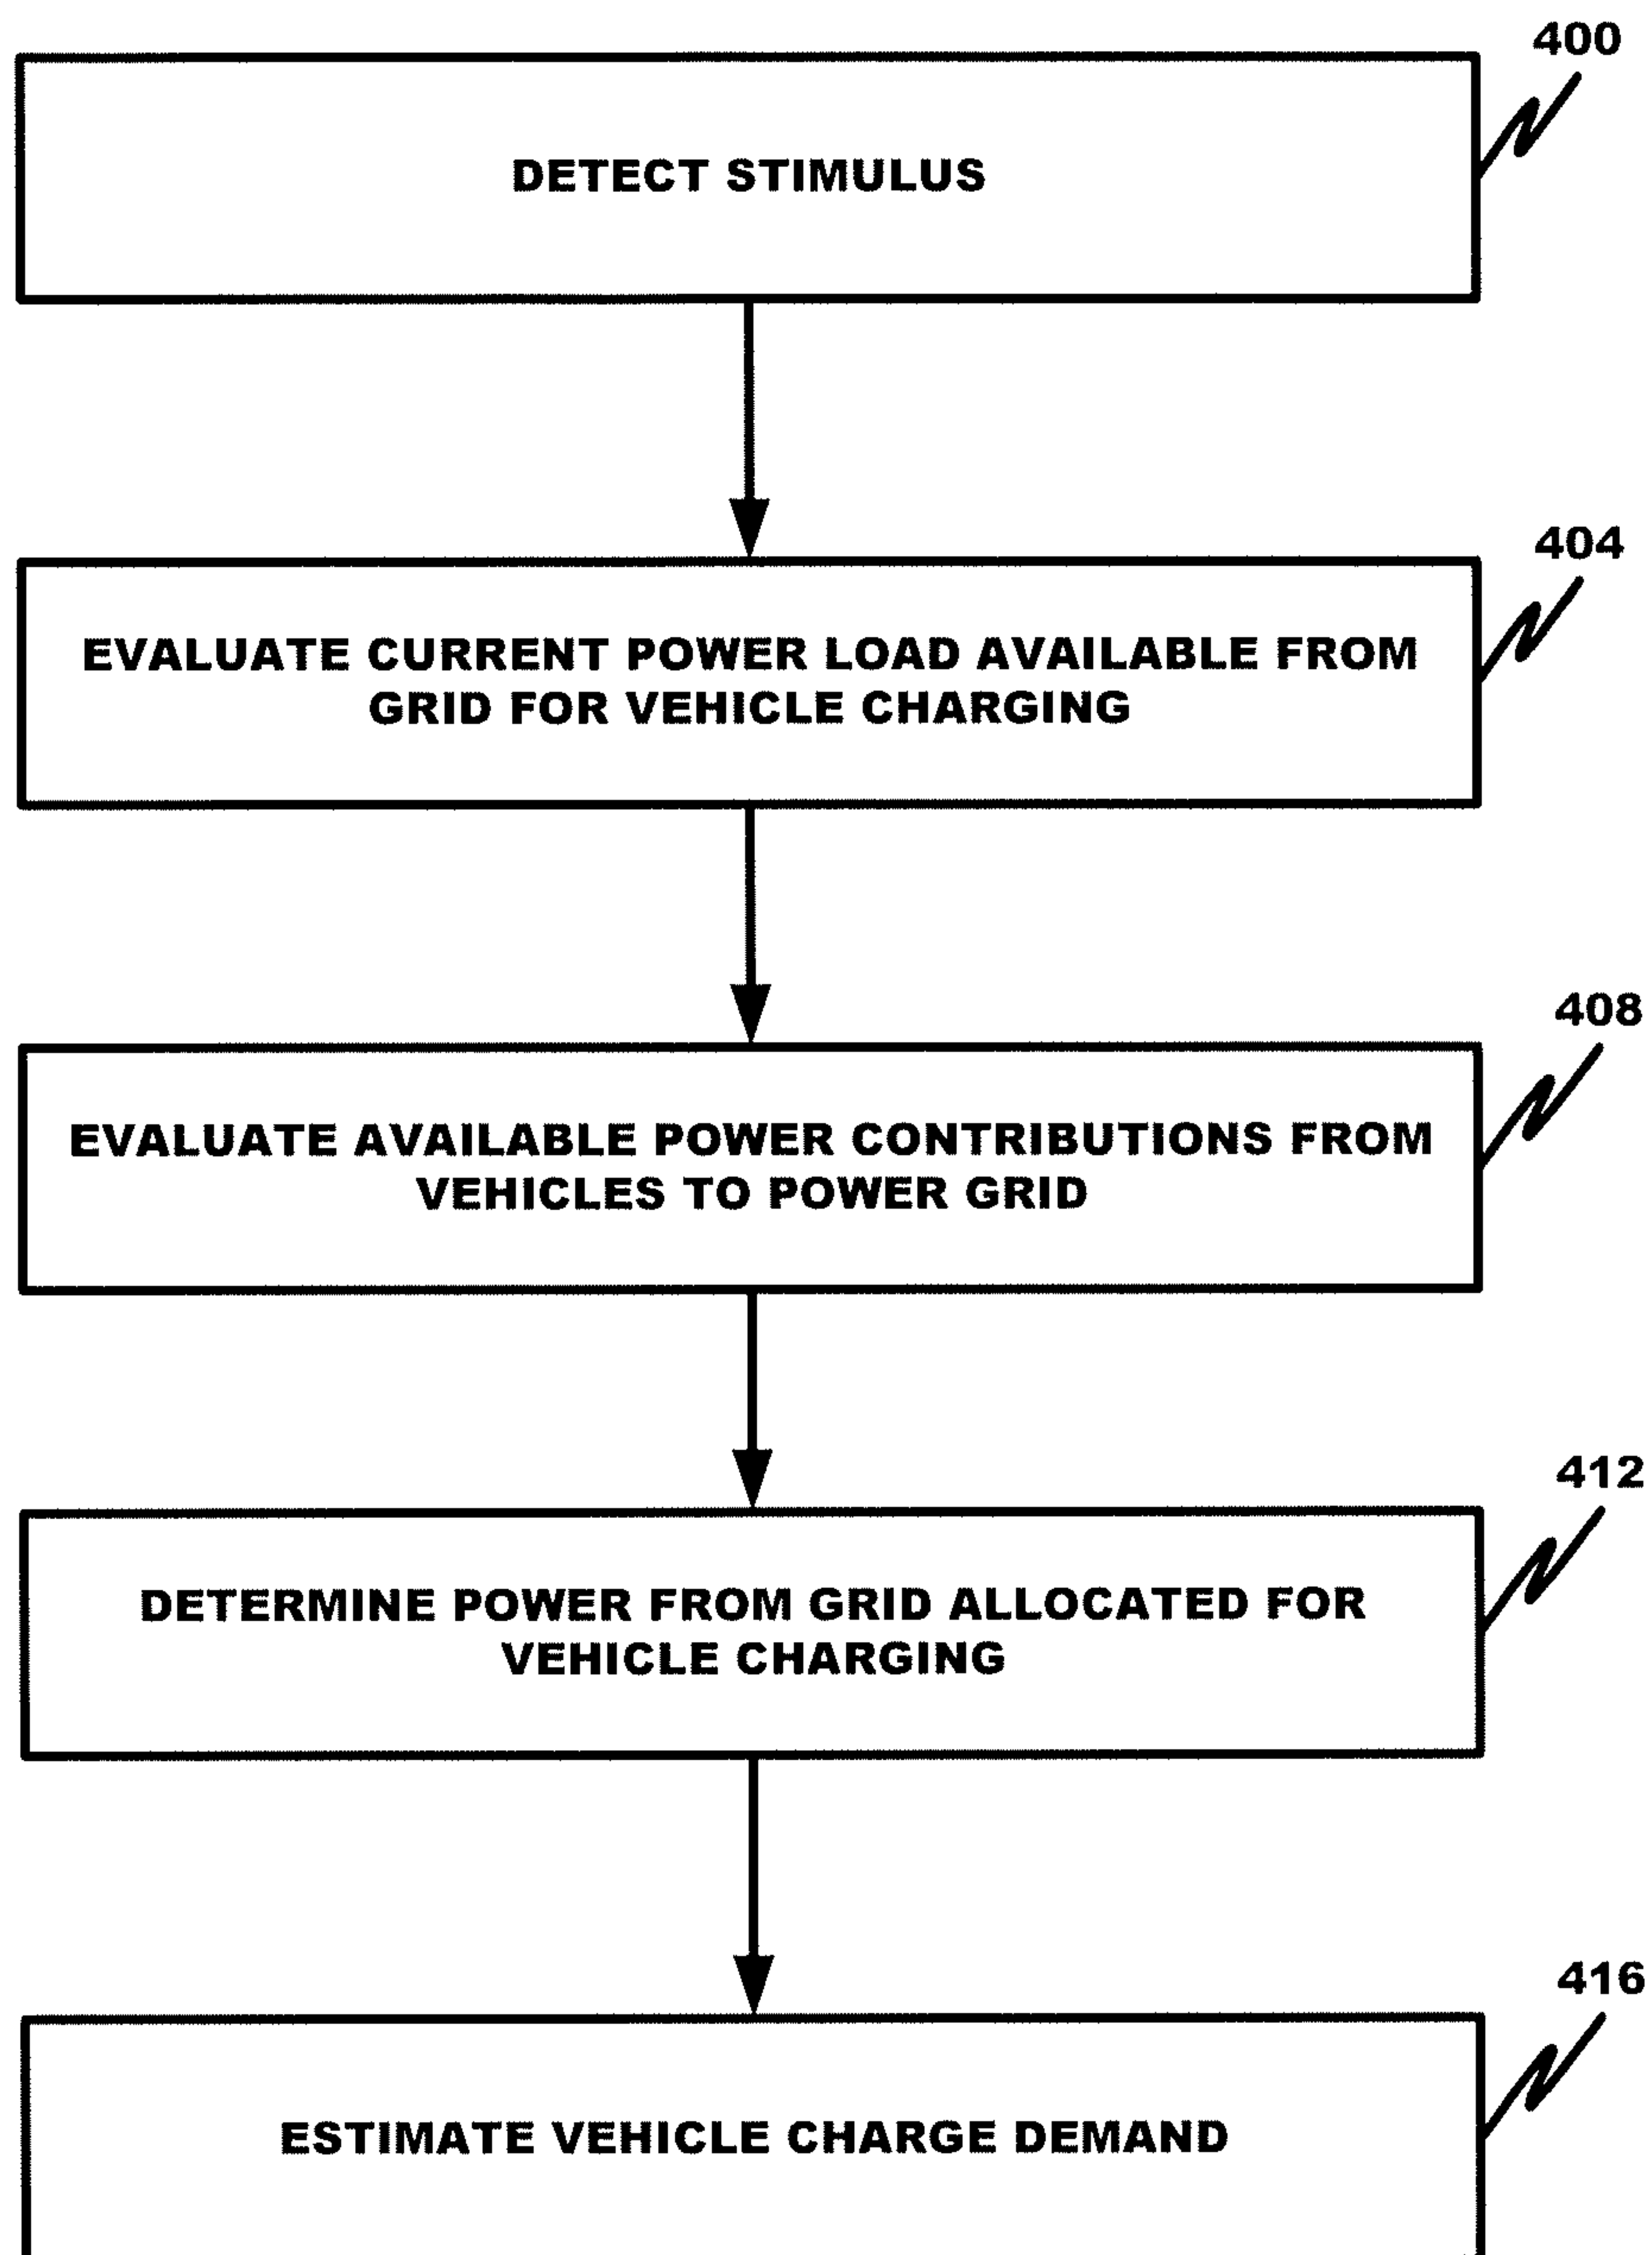 400
DETECT STIMULUS
404
EVALUATE CURRENT POWER LOAD AVAILABLE FROM
GRID FOR VEHICLE CHARGING
408
EVALUATE AVAILABLE POWER CONTRIBUTIONS FROM
VEHICLES TO POWER GRID
412
DETERMINE POWER FROM GRID ALLOCATED FOR
VEHICLE CHARGING
416
ESTIMATE VEHICLE CHARGE DEMAND